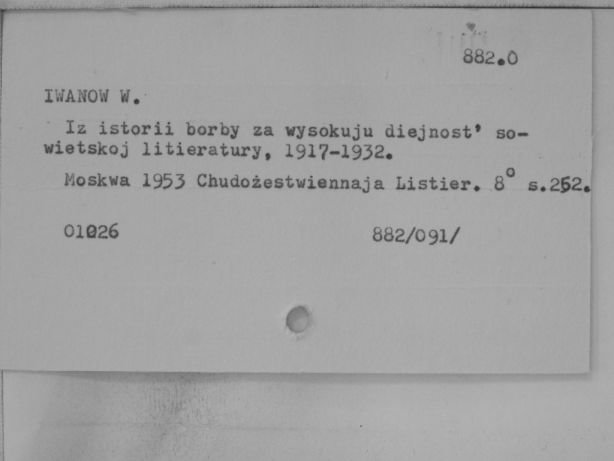 882.0
IWANOW W.
Iz istorii borby za wysokuju diejnost' so-
wietskoj litieratury, 1917-1932.
Moskwa 1953 Chudożestwiennaja Listier. 8° s.262.
01026
882/091/